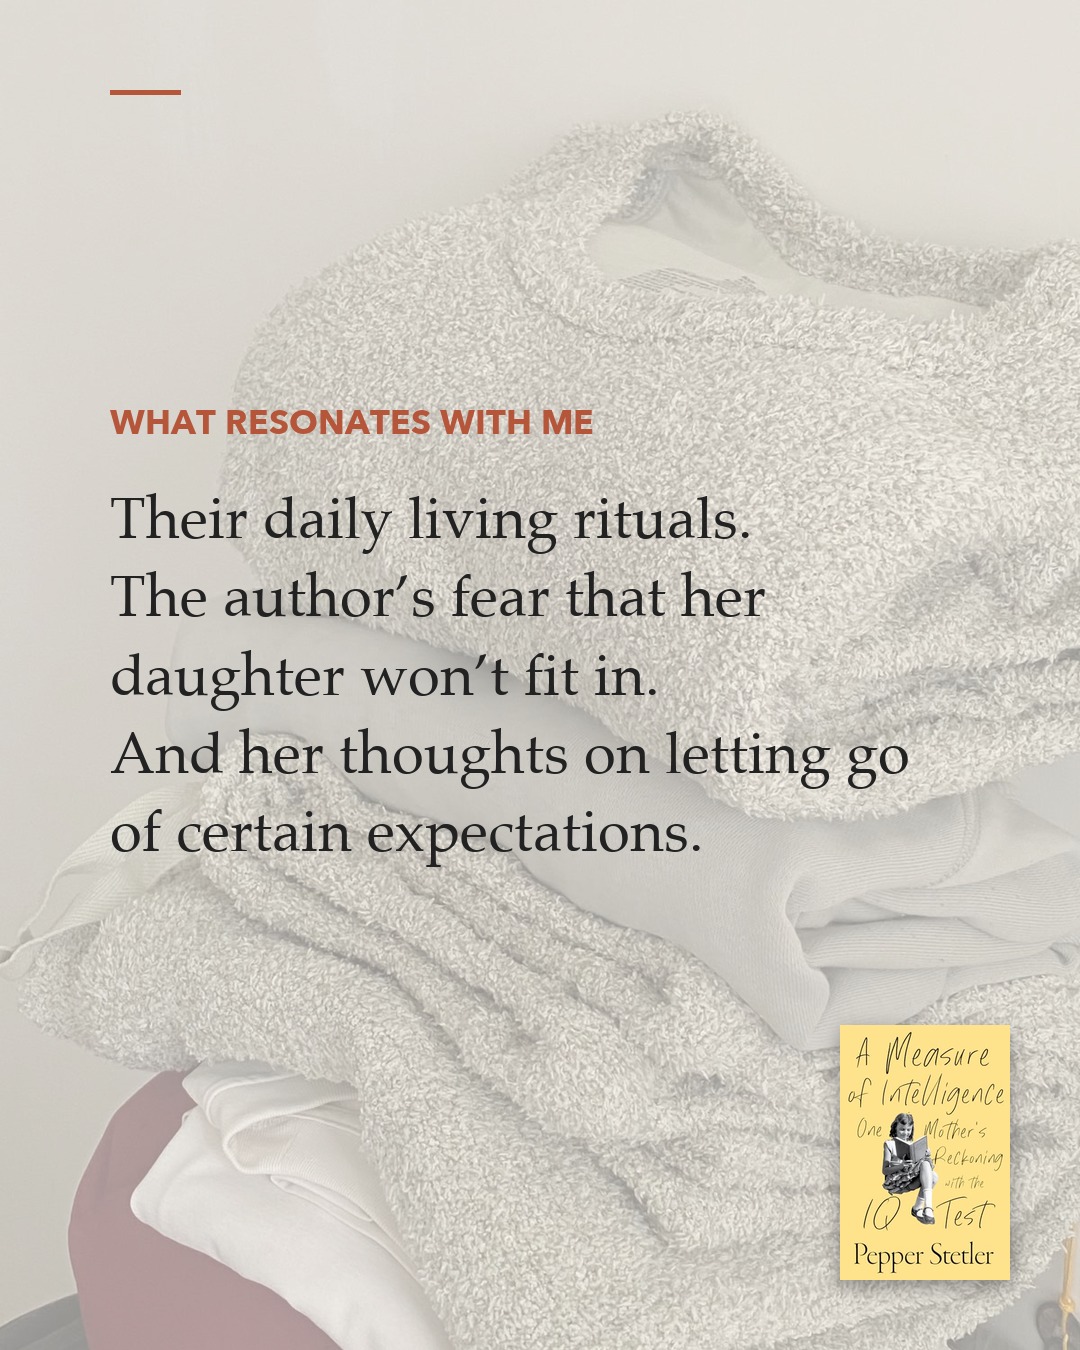 WHAT RESONATES WITH ME
Their daily living rituals.
The author’s fear that her
daughter won’t fit in.
And her thoughts on letting go
of certain expectations.
A Measure
of Intelligence
One Mother's
Reckoning
with the
IQ Test
Pepper Stetler